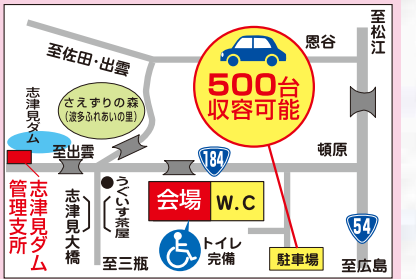 至松江
恩谷
至佐田・出雲
500台
収容可能
さえずりの森
(波多ふれあいの里)
志津見ダム
至出雲
184
頓原
志津見ダム
管理支所
志津見大橋
うぐいす茶屋
会場
W.C
54
トイレ
完備
駐車場
至三瓶
至広島